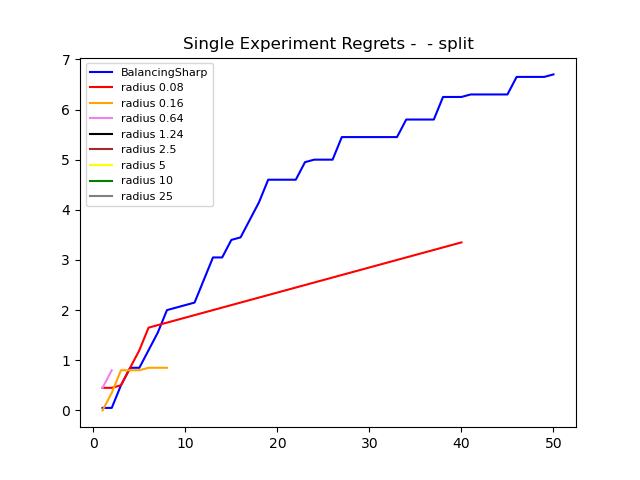 Single Experiment Regrets -  - split
7
6
5
4
3
2
1
0
BalancingSharp
radius 0.08
radius 0.16
radius 0.64
radius 1.24
radius 2.5
radius 5
radius 10
radius 25
0 10 20 30 40 50